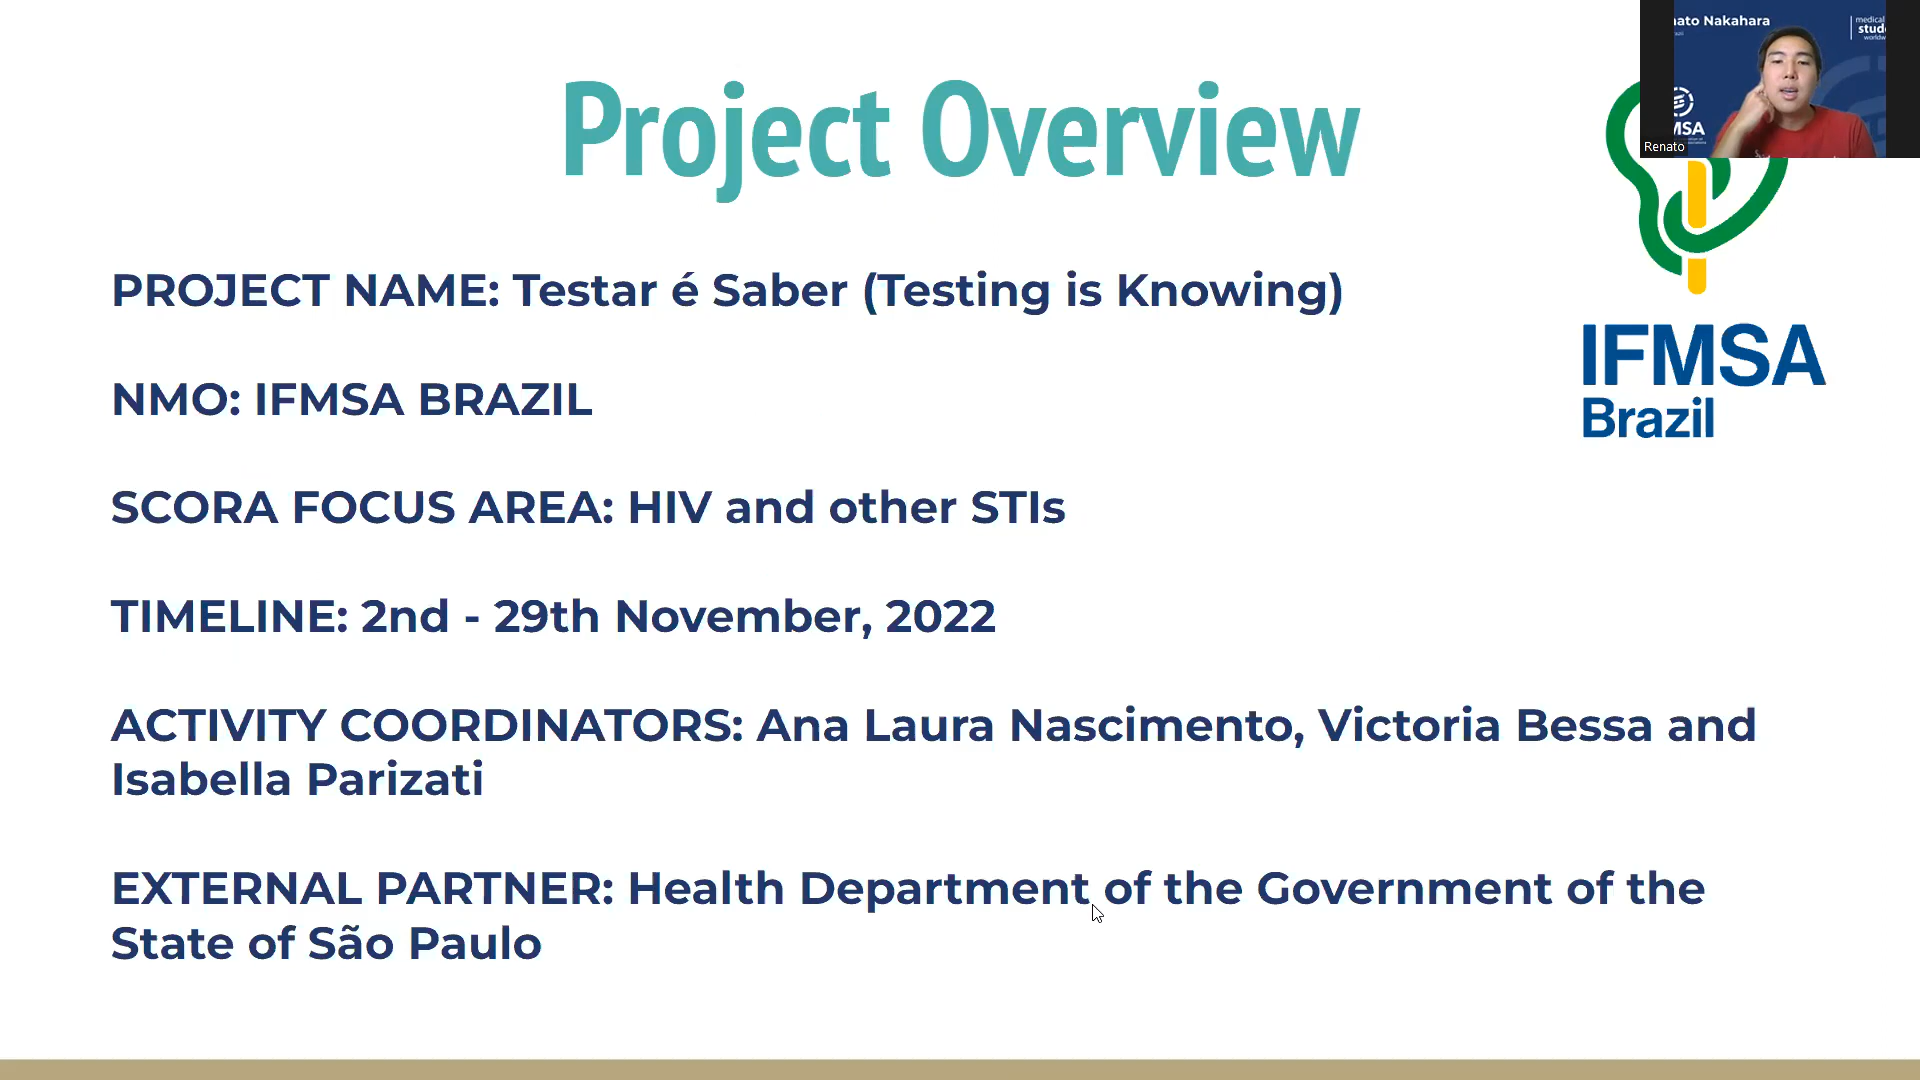 Project Overview
PROJECT NAME: Testar é Saber (Testing is Knowing)
NMO: IFMSA BRAZIL
SCORA FOCUS AREA: HIV and other STIs
TIMELINE: 2nd - 29th November, 2022
ACTIVITY COORDINATORS: Ana Laura Nascimento, Victoria Bessa and
Isabella Parizati
EXTERNAL PARTNER: Health Department of the Government of the
State of São Paulo
IFMSA
Brazil
Nakahara
medical
Renato